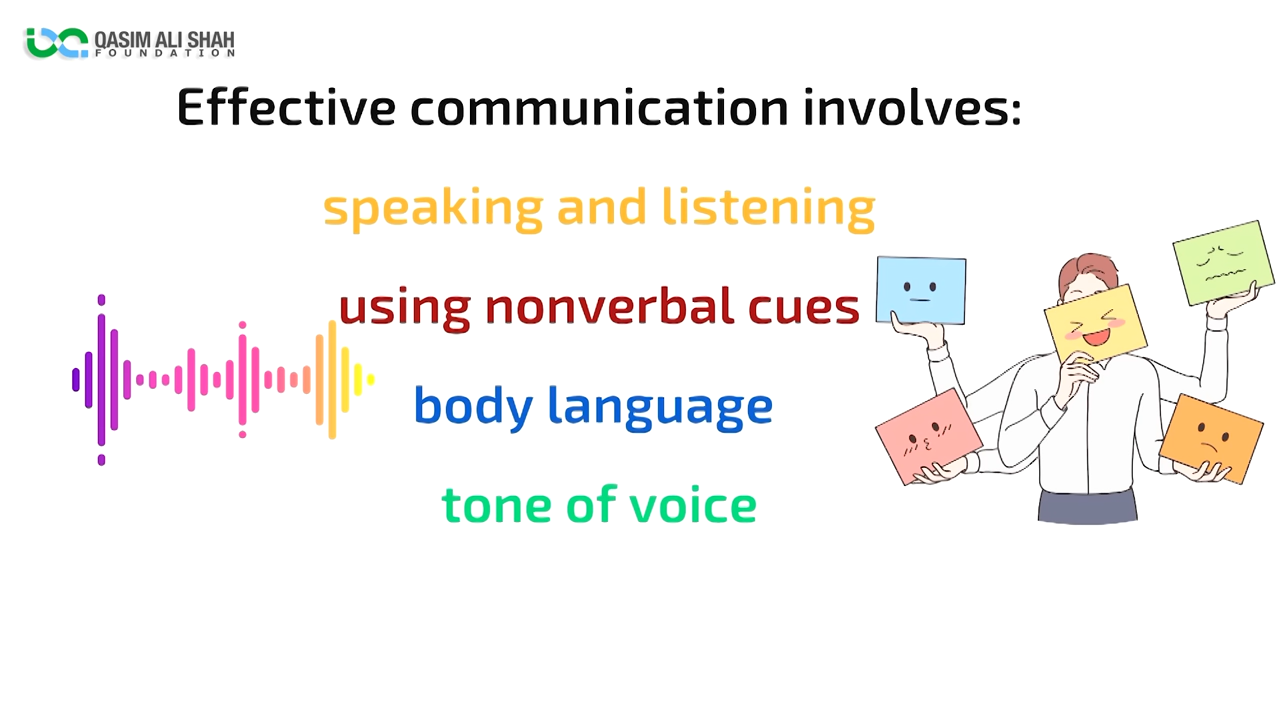 QASIM ALI SHAH
FOUNDATION
Effective communication involves:
speaking and listening
using nonverbal cues
body language
tone of voice